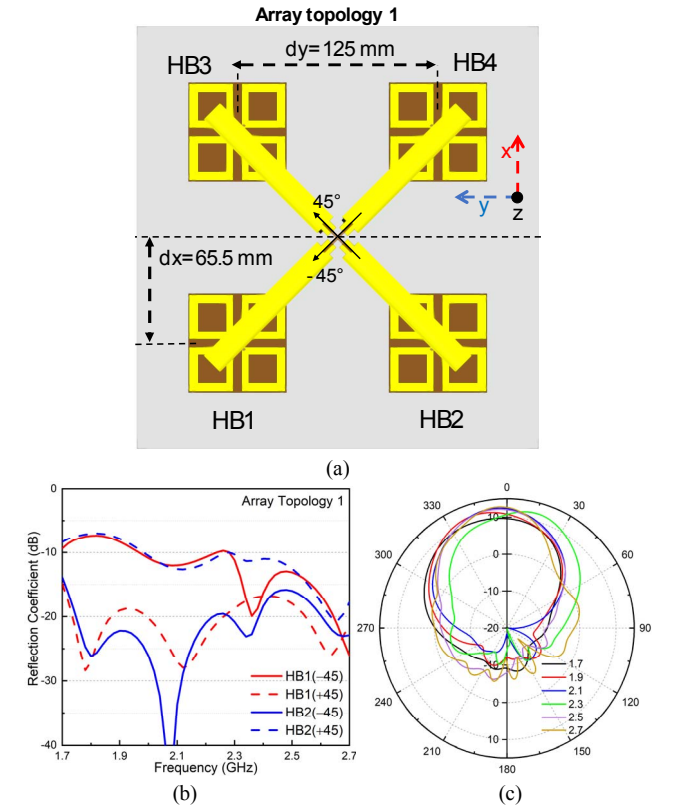 Array topology 1
dy=125 mm
HB3
HB4
x
45°
y
z
dx=65.5 mm
-45°
HB1
HB2
(a)
0
-10
-20
-30
-40
Reflection Coefficient (dB)
Array Topology 1
HB1(-45)
HB1(+45)
HB2(-45)
HB2(+45)
1.7
1.9
2.1
2.3
2.5
2.7
Frequency (GHz)
(b)
0
330
30
300
60
270
90
240
120
210
150
180
10
0
-10
-20
0
10
1.7
1.9
2.1
2.3
2.5
2.7
(c)